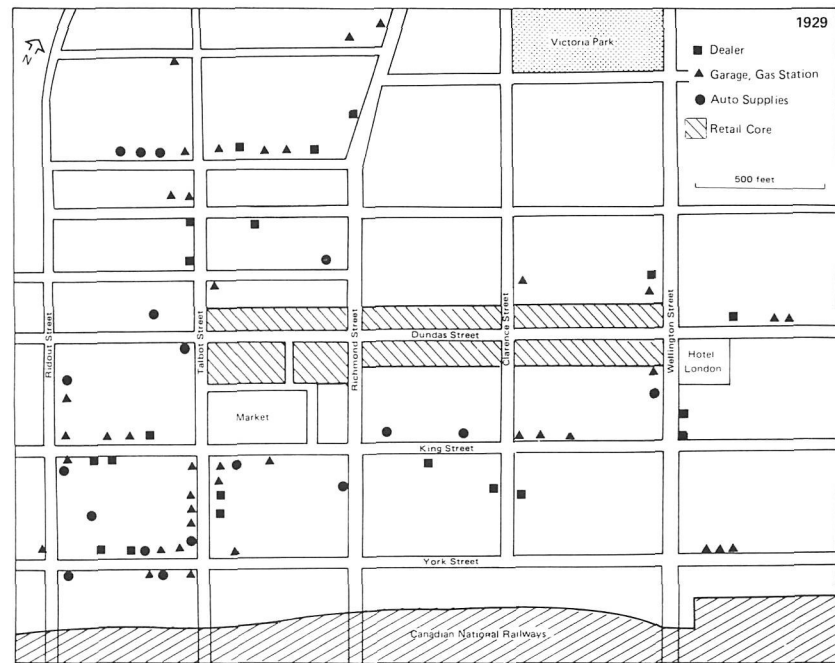 1929
N
Victoria Park
Dealer
Garage, Gas Station
Auto Supplies
Retail Core
500 feet
Ridout Street
Talbot Street
Richmond Street
Clarence Street
Wellington Street
Dundas Street
Hotel
London
Market
King Street
York Street
Canadian National Railways